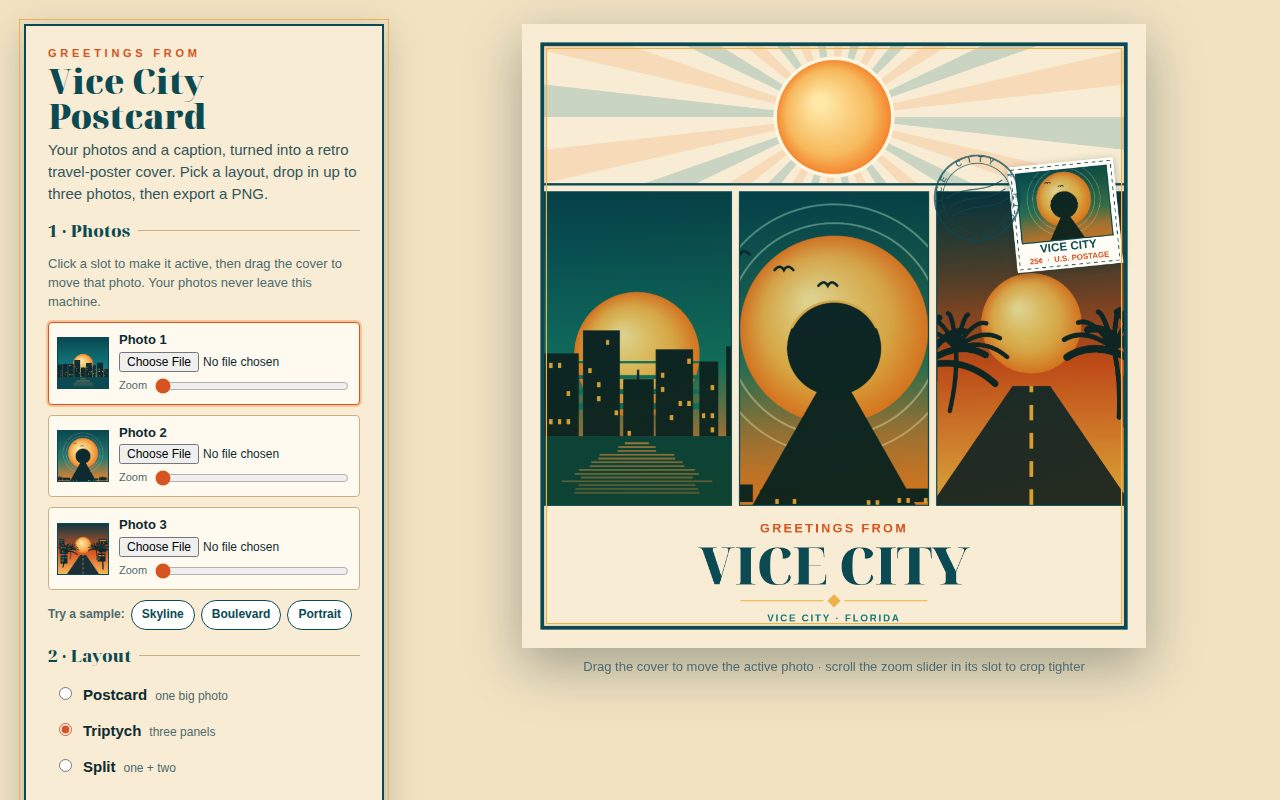 GREETINGS FROM
Vice City
Postcard
Your photos and a caption, turned into a retro
travel-poster cover. Pick a layout, drop in up to
three photos, then export a PNG.
1 · Photos
Click a slot to make it active, then drag the cover to
move that photo. Your photos never leave this
machine.
Photo 1
Choose File No file chosen
Zoom
Photo 2
Choose File No file chosen
Zoom
Photo 3
Choose File No file chosen
Zoom
Try a sample: Skyline Boulevard Portrait
2 · Layout
Postcard one big photo
Triptych three panels
Split one + two
CITY
VICE CITY
25¢ · U.S. POSTAGE
GREETINGS FROM
VICE CITY
VICE CITY · FLORIDA
Drag the cover to move the active photo · scroll the zoom slider in its slot to crop tighter